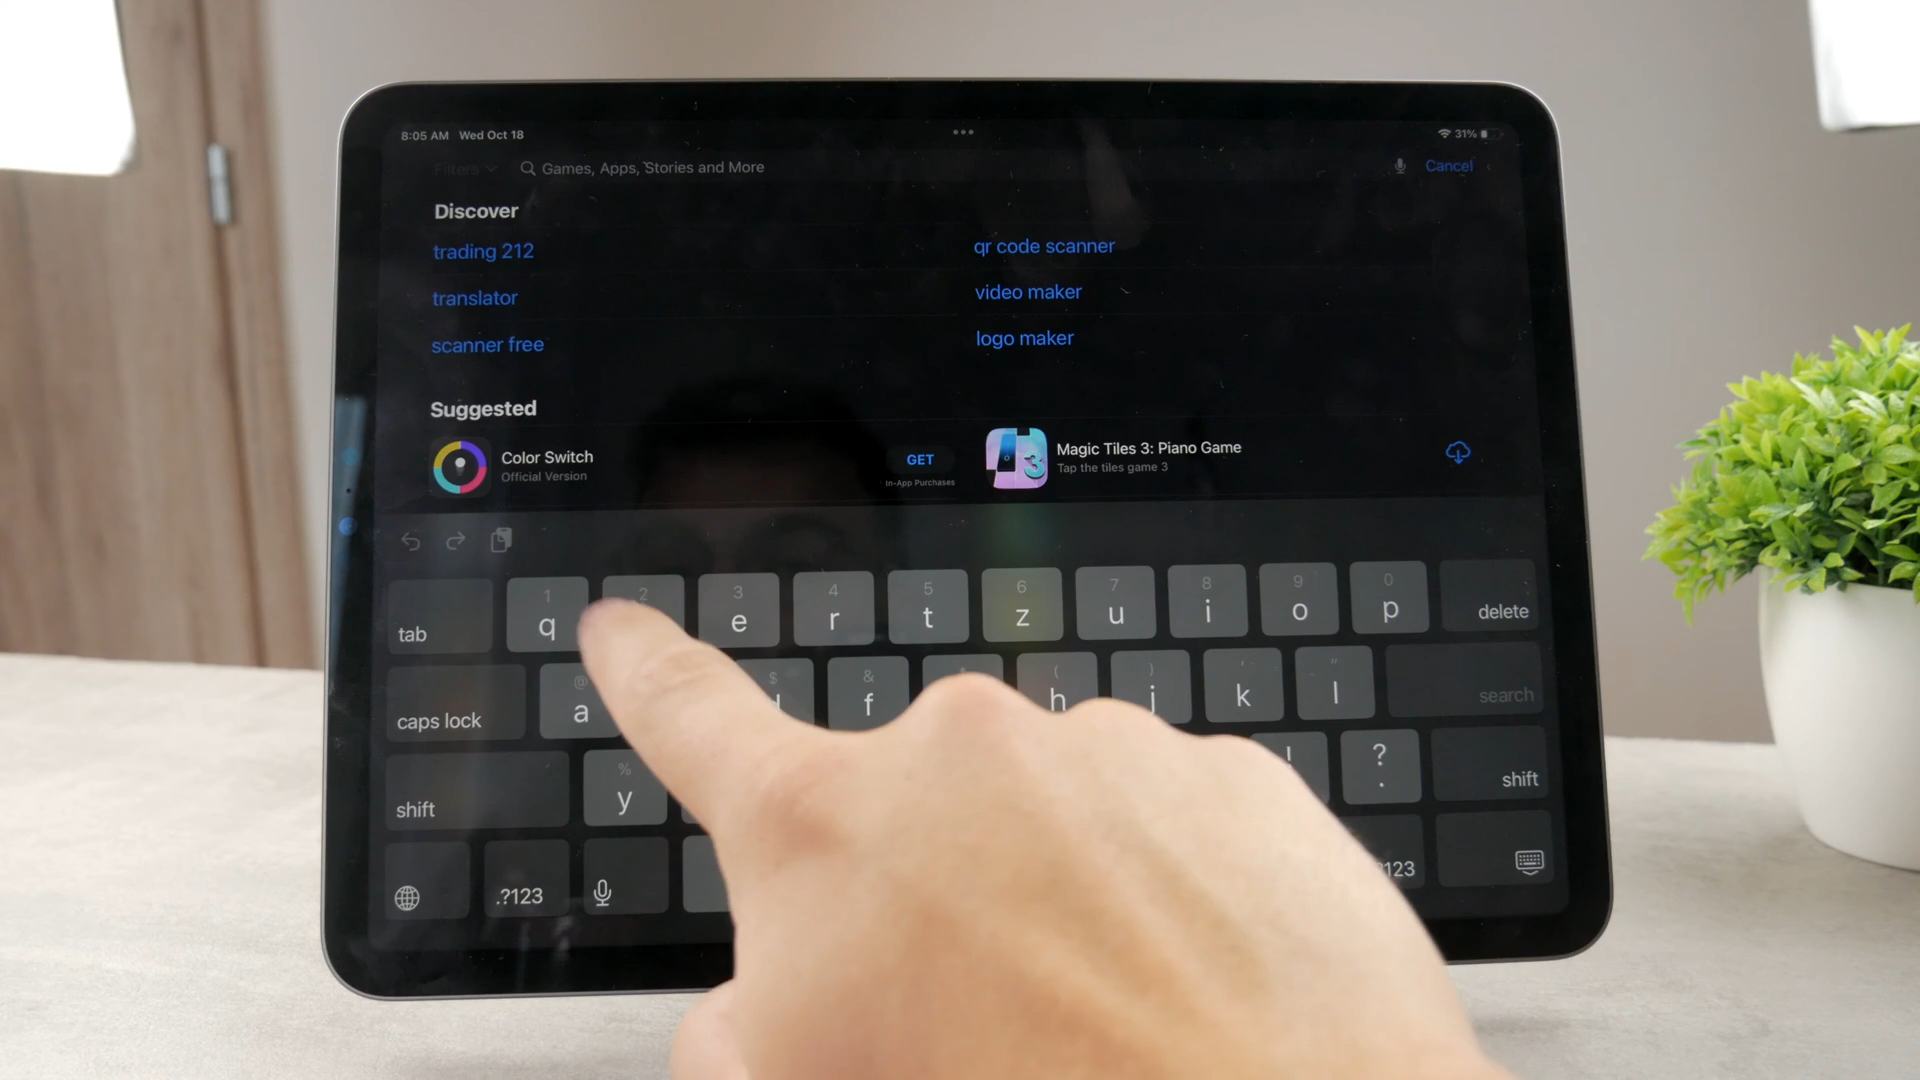 8:05 AM Wed Oct 18
31%
Filters
Games, Apps, Stories and More
Cancel
Discover
trading 212
qr code scanner
translator
video maker
scanner free
logo maker
Suggested
Color Switch
Official Version
GET
In-App Purchases
3
Magic Tiles 3: Piano Game
Tap the tiles game 3
1 2 3 4 5 6 7 8 9 0
tab q e r t z u i o p delete
@ $ & ( ) ' "
caps lock a f h j k l search
% ?
shift y . shift
.?123
123